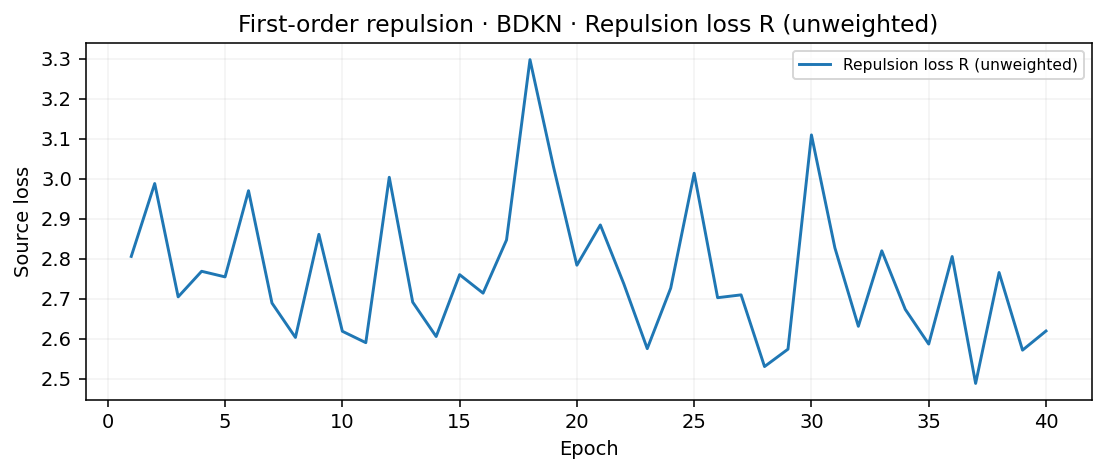 First-order repulsion · BDKN · Repulsion loss R (unweighted)
Repulsion loss R (unweighted)
3.3
3.2
3.1
3.0
2.9
2.8
2.7
2.6
2.5
Source loss
0 5 10 15 20 25 30 35 40
Epoch